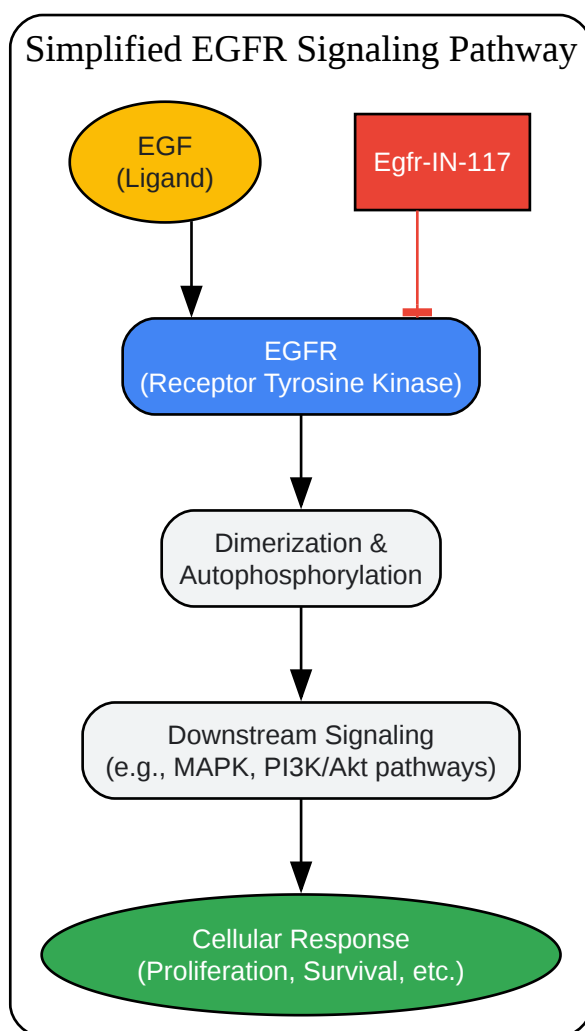 Simplified EGFR Signaling Pathway
EGF
(Ligand)
Egfr-IN-117
EGFR
(Receptor Tyrosine Kinase)
Dimerization &
Autophosphorylation
Downstream Signaling
(e.g., MAPK, PI3K/Akt pathways)
Cellular Response
(Proliferation, Survival, etc.)